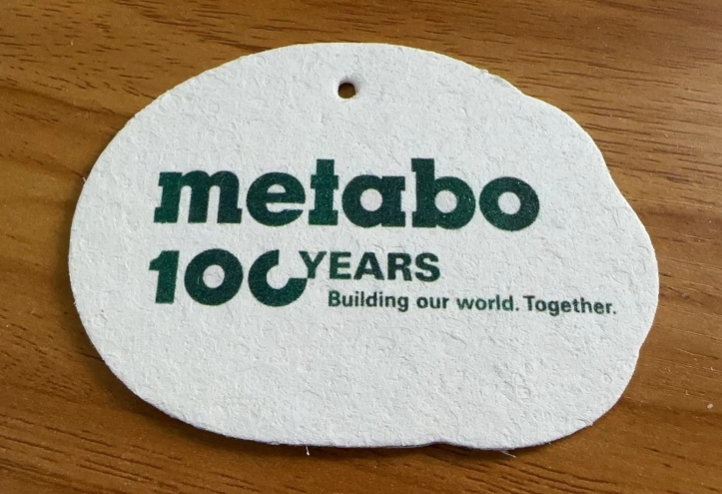 metabo
100 YEARS
Building our world. Together.